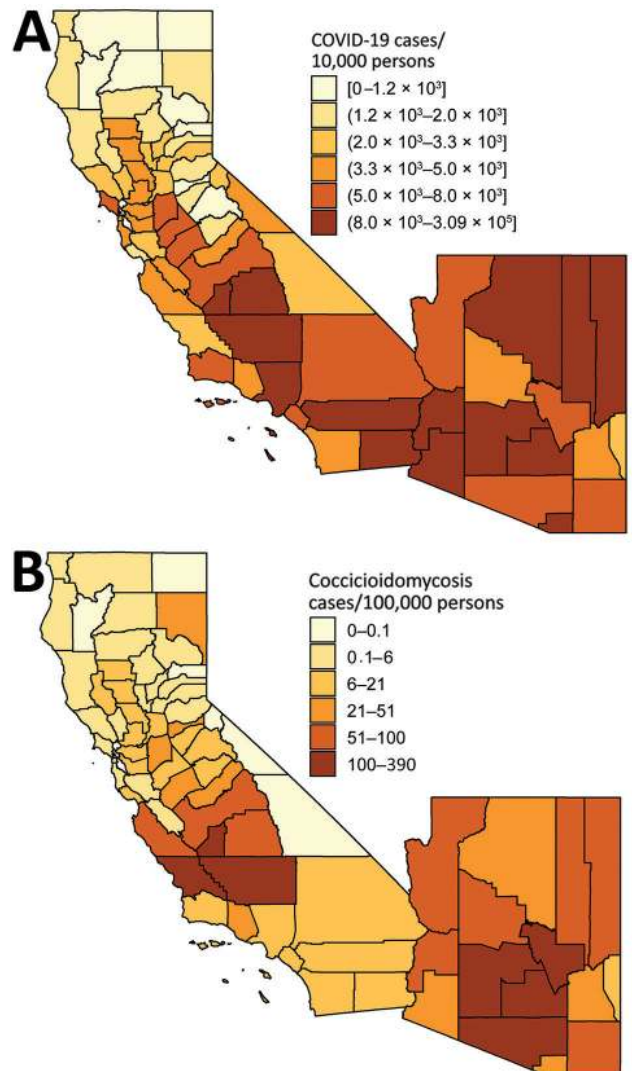 A
COVID-19 cases/
10,000 persons
[0–1.2 × 10³]
(1.2 × 10³–2.0 × 10³]
(2.0 × 10³–3.3 × 10³]
(3.3 × 10³–5.0 × 10³]
(5.0 × 10³–8.0 × 10³]
(8.0 × 10³–3.09 × 10⁵]
B
Coccicioidomycosis
cases/100,000 persons
0–0.1
0.1–6
6–21
21–51
51–100
100–390